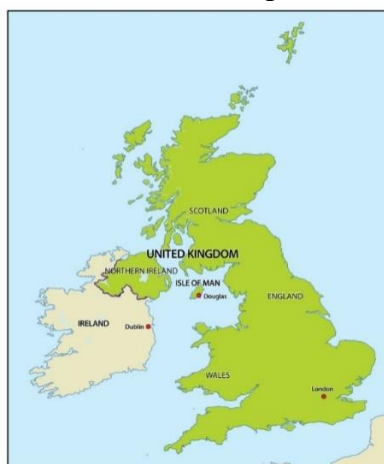 SCOTLAND
UNITED KINGDOM
NORTHERN IRELAND
ISLE OF MAN
Douglas
ENGLAND
IRELAND
Dublin
WALES
London